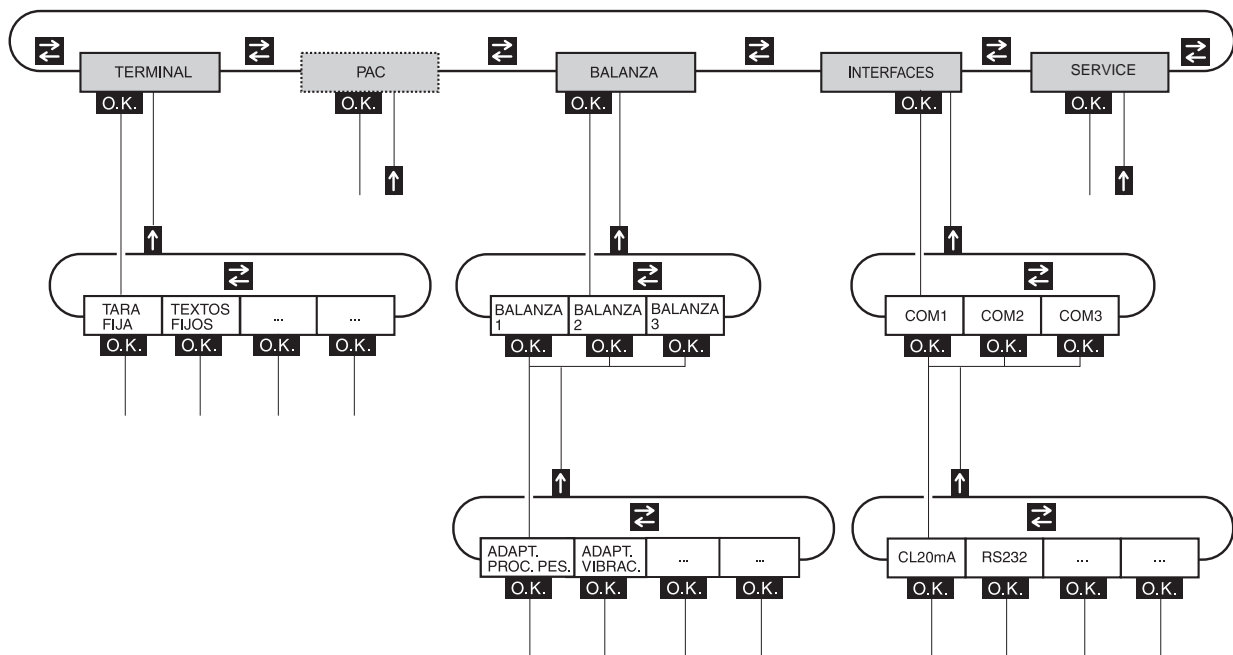 TERMINAL
PAC
BALANZA
INTERFACES
SERVICE
O.K.
O.K.
O.K.
O.K.
O.K.
TARA
FIJA
TEXTOS
FIJOS
...
...
BALANZA
1
BALANZA
2
BALANZA
3
COM1
COM2
COM3
O.K.
O.K.
O.K.
O.K.
O.K.
O.K.
O.K.
O.K.
O.K.
O.K.
ADAPT.
PROC. PES.
ADAPT.
VIBRAC.
...
...
CL20mA
RS232
...
...
O.K.
O.K.
O.K.
O.K.
O.K.
O.K.
O.K.
O.K.